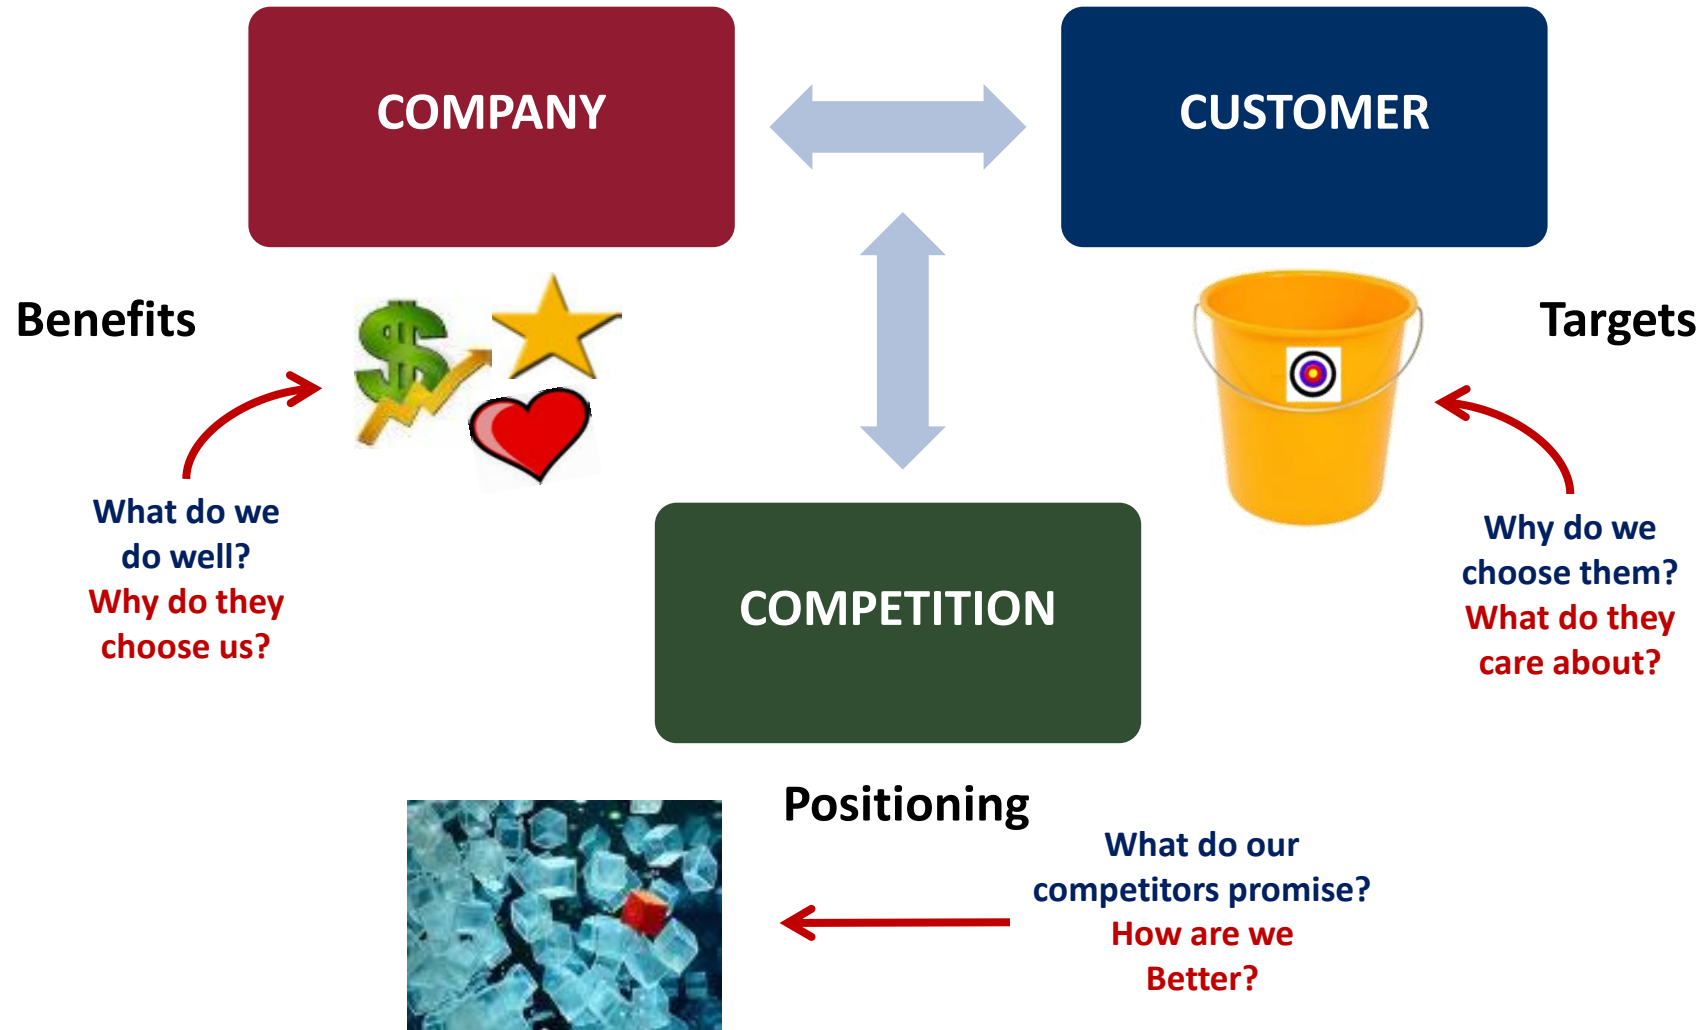 COMPANY
CUSTOMER
Benefits
Targets
What do we
do well?
Why do they
choose us?
Why do we
choose them?
What do they
care about?
COMPETITION
Positioning
What do our
competitors promise?
How are we
Better?